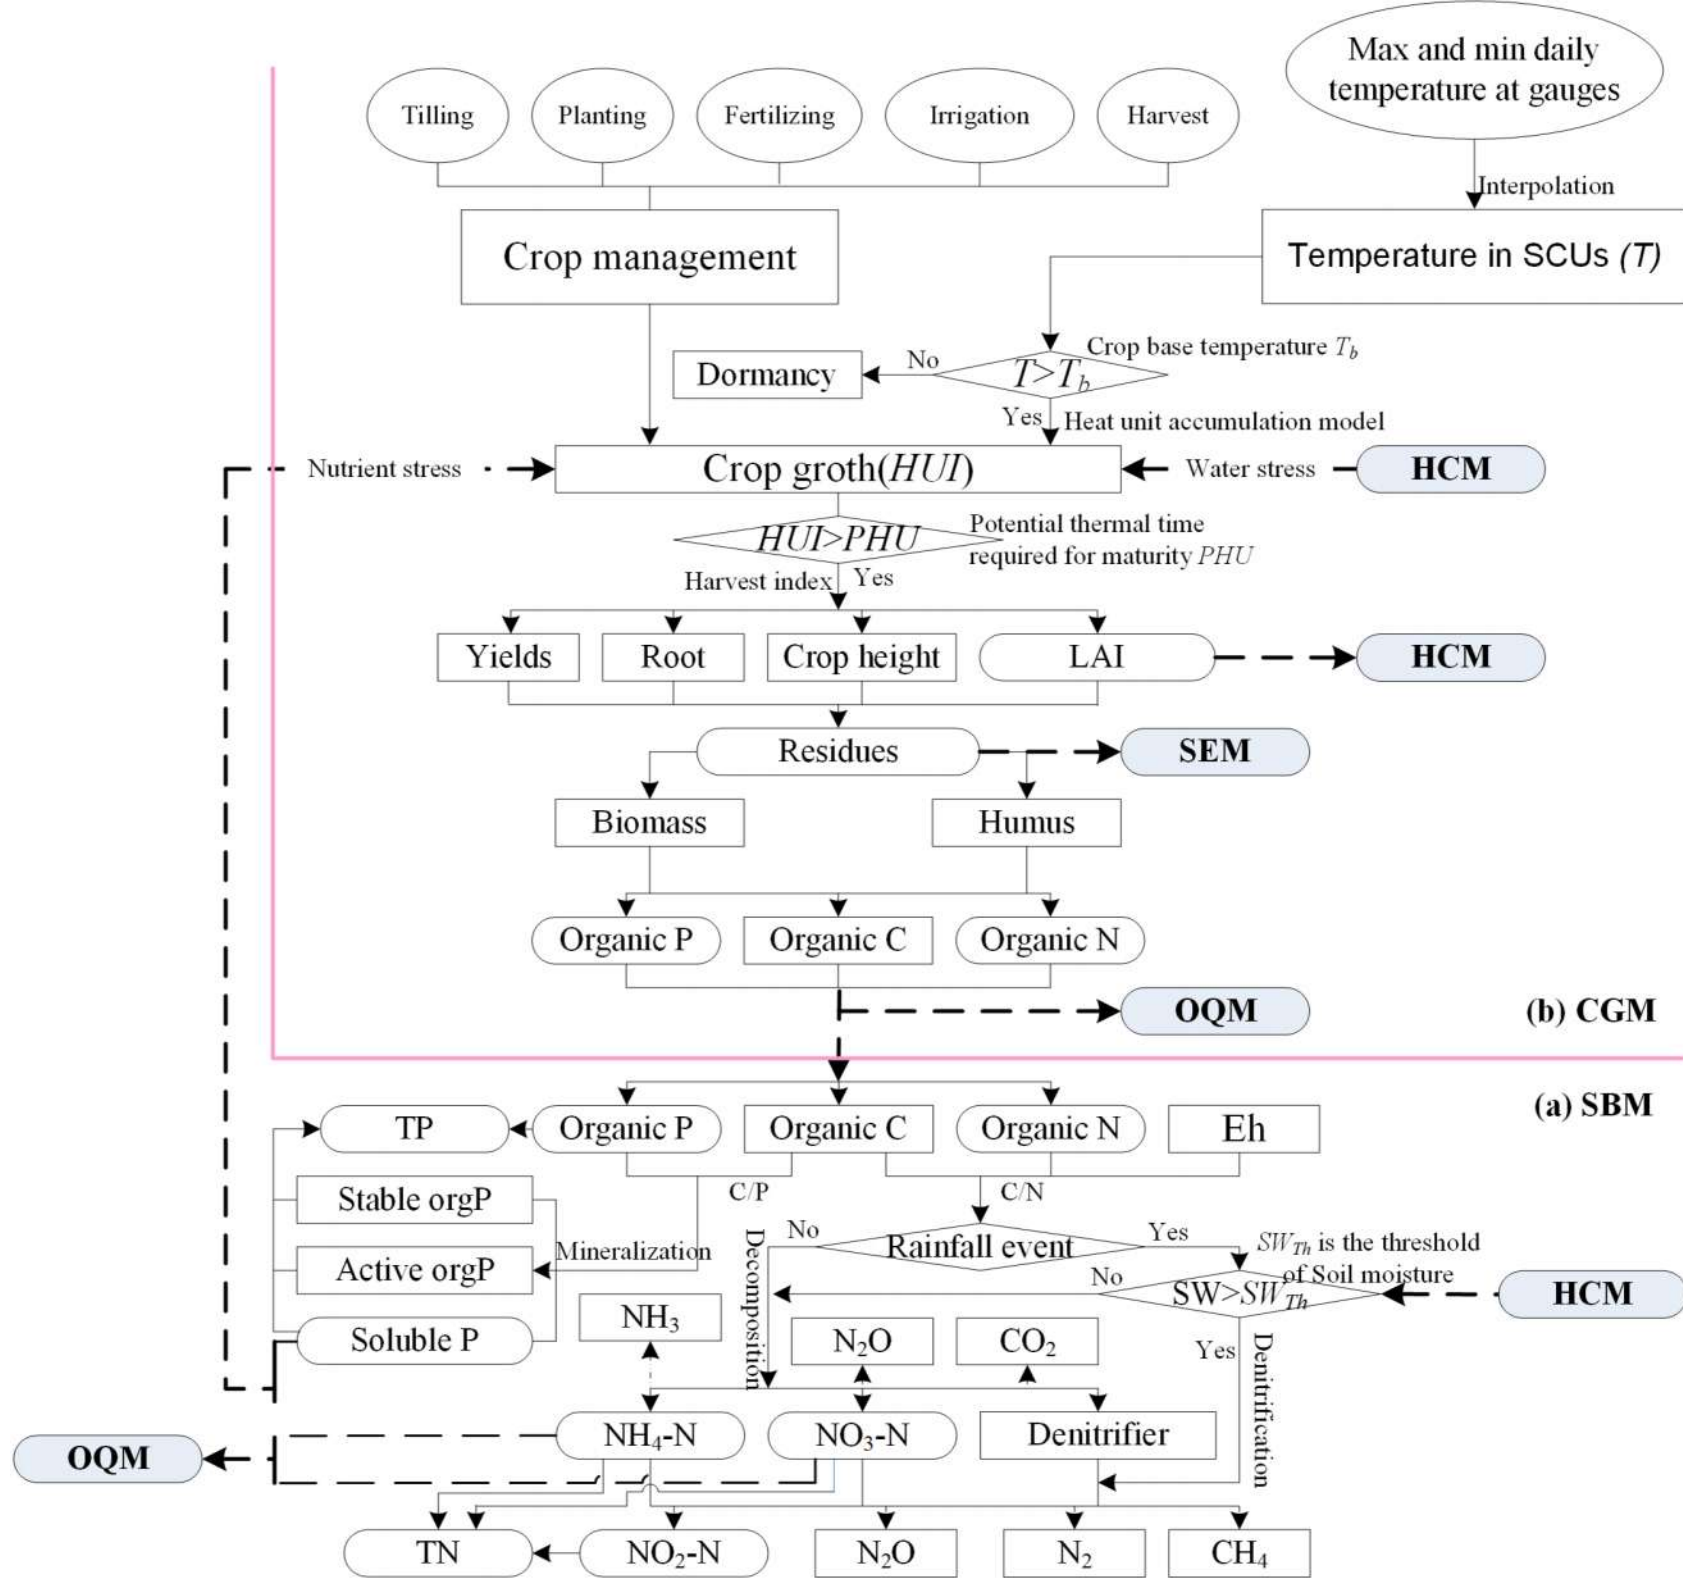 Max and min daily
temperature at gauges
Tilling
Planting
Fertilizing
Irrigation
Harvest
Interpolation
Crop management
Temperature in SCUs (T)
Crop base temperature Tb
Dormancy
No
T>Tb
Yes
Heat unit accumulation model
Nutrient stress
Crop groth(HUI)
Water stress
HCM
HUI>PHU
Potential thermal time
required for maturity PHU
Harvest index
Yes
Yields
Root
Crop height
LAI
HCM
Residues
SEM
Biomass
Humus
Organic P
Organic C
Organic N
OQM
(b) CGM
(a) SBM
TP
Organic P
Organic C
Organic N
Eh
Stable orgP
C/P
C/N
No
Rainfall event
Yes
SWTh is the threshold
of Soil moisture
Mineralization
Active orgP
Decomposition
No
SW>SWTh
HCM
NH3
Soluble P
N2O
CO2
Yes
Denitrification
NH4-N
NO3-N
Denitrifier
OQM
TN
NO2-N
N2O
N2
CH4